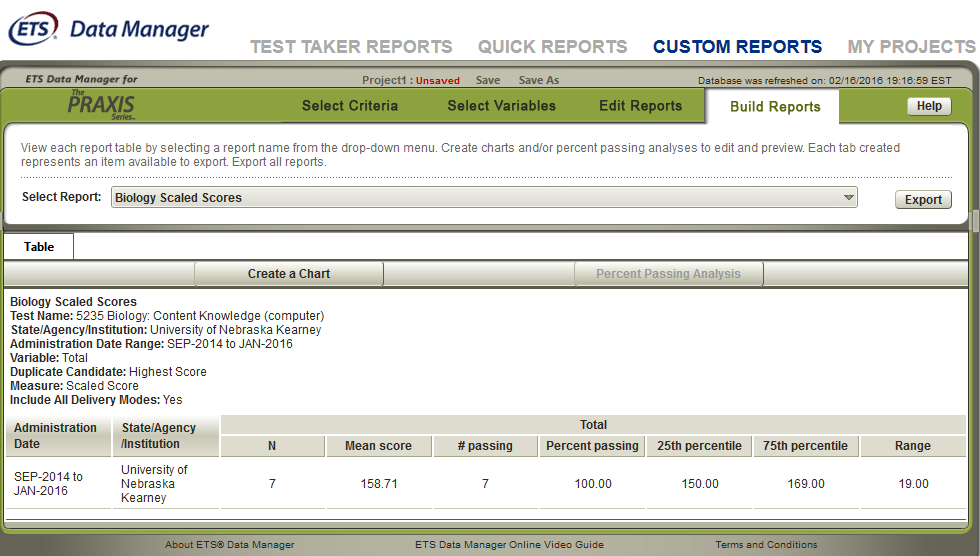 ETS Data Manager
TEST TAKER REPORTS QUICK REPORTS CUSTOM REPORTS MY PROJECTS
ETS Data Manager for
Project1 : Unsaved Save Save As
Database was refreshed on: 02/16/2016 19:16:59 EST
The
PRAXIS
Series™
Select Criteria Select Variables Edit Reports Build Reports Help
View each report table by selecting a report name from the drop-down menu. Create charts and/or percent passing analyses to edit and preview. Each tab created
represents an item available to export. Export all reports.
Select Report: Biology Scaled Scores Export
Table
Create a Chart Percent Passing Analysis
Biology Scaled Scores
Test Name: 5235 Biology: Content Knowledge (computer)
State/Agency/Institution: University of Nebraska Kearney
Administration Date Range: SEP-2014 to JAN-2016
Variable: Total
Duplicate Candidate: Highest Score
Measure: Scaled Score
Include All Delivery Modes: Yes
Administration
Date
State/Agency
/Institution
Total
N Mean score # passing Percent passing 25th percentile 75th percentile Range
SEP-2014 to
JAN-2016
University of
Nebraska
Kearney
7 158.71 7 100.00 150.00 169.00 19.00
About ETS® Data Manager ETS Data Manager Online Video Guide Terms and Conditions